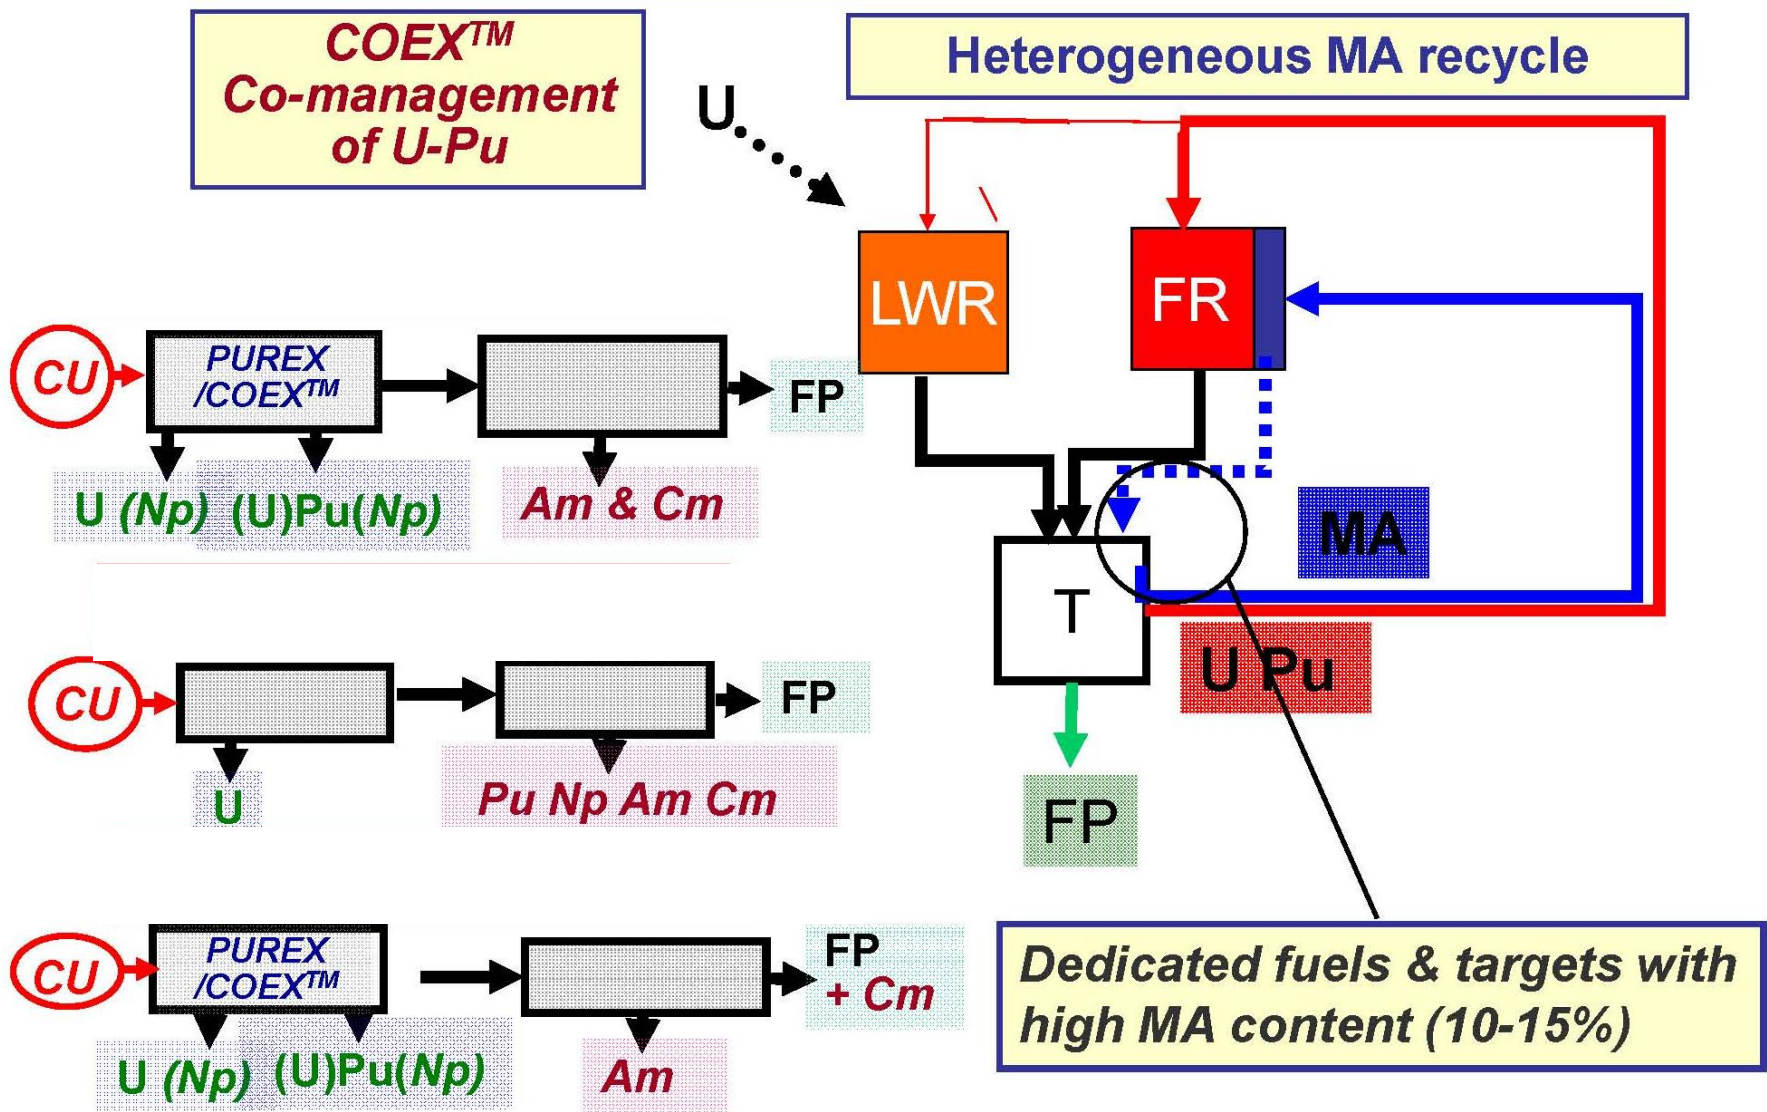 COEX™
Co-management
of U-Pu
Heterogeneous MA recycle
U
LWR
FR
CU
PUREX
/COEX™
FP
U (Np)
(U)Pu(Np)
Am & Cm
MA
T
U Pu
CU
FP
U
Pu Np Am Cm
FP
CU
PUREX
/COEX™
FP
+ Cm
U (Np)
(U)Pu(Np)
Am
Dedicated fuels & targets with
high MA content (10-15%)